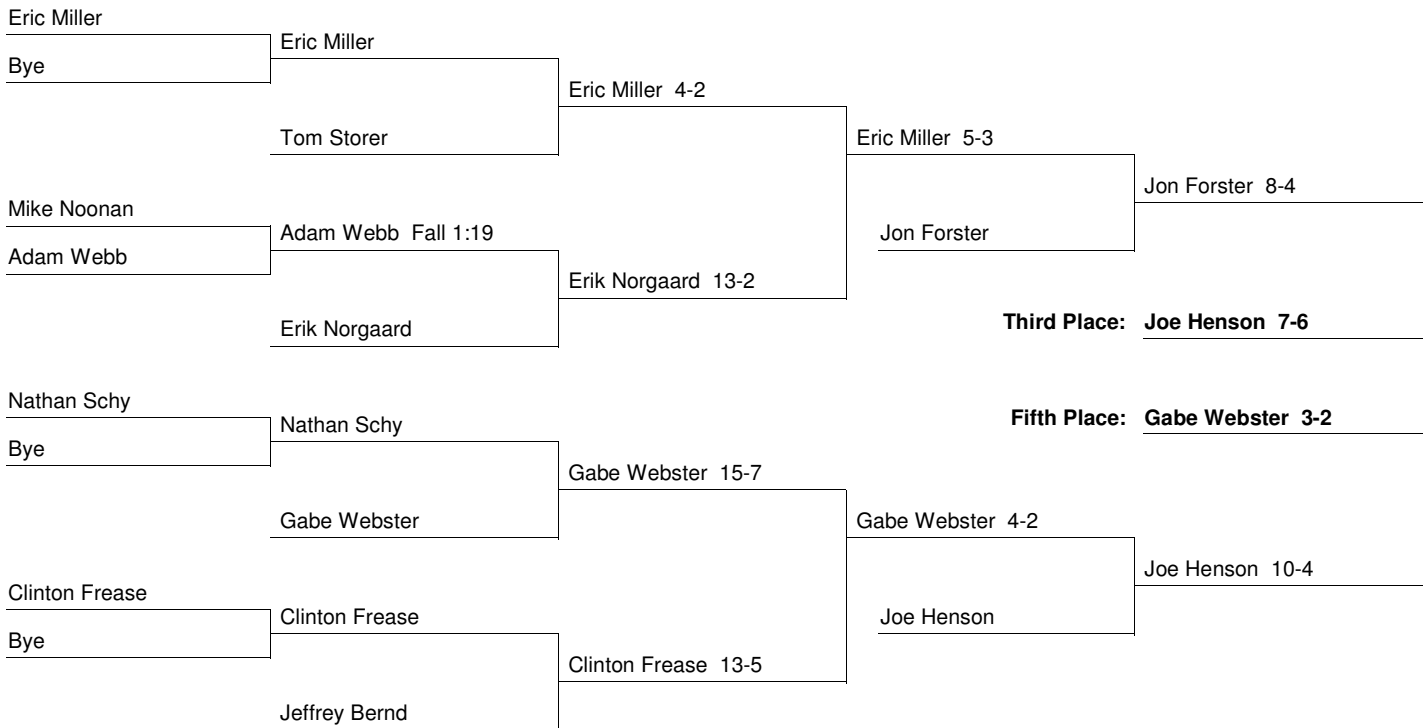 Eric Miller
Eric Miller
Bye
Eric Miller 4-2
Tom Storer
Eric Miller 5-3
Jon Forster 8-4
Mike Noonan
Adam Webb Fall 1:19
Jon Forster
Adam Webb
Erik Norgaard 13-2
Erik Norgaard
Third Place: Joe Henson 7-6
Nathan Schy
Nathan Schy
Fifth Place: Gabe Webster 3-2
Bye
Gabe Webster 15-7
Gabe Webster
Gabe Webster 4-2
Joe Henson 10-4
Clinton Frease
Clinton Frease
Joe Henson
Bye
Clinton Frease 13-5
Jeffrey Bernd